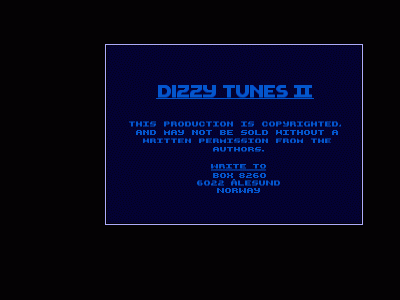 DIZZY TUNES II
THIS PRODUCTION IS COPYRIGHTED,
AND MAY NOT BE SOLD WITHOUT A
WRITTEN PERMISSION FROM THE
AUTHORS.
WRITE TO
BOX 8260
6022 ÅLESUND
NORWAY